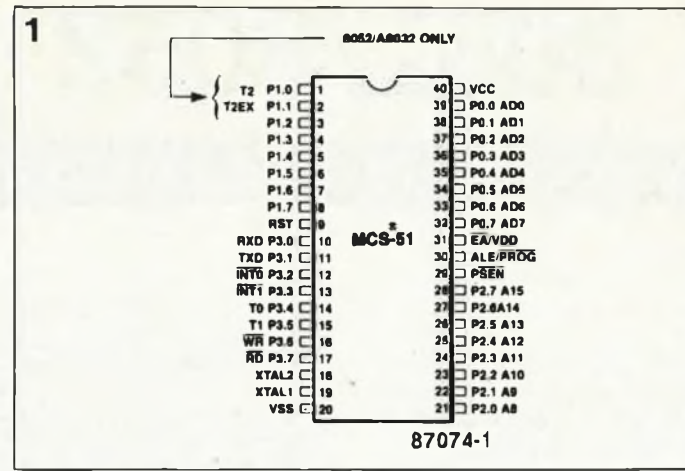 1
8052/A8032 ONLY
T2 P1.0 1
T2EX P1.1 2
P1.2 3
P1.3 4
P1.4 5
P1.5 6
P1.6 7
P1.7 8
RST 9
RXD P3.0 10
TXD P3.1 11
INT0 P3.2 12
INT1 P3.3 13
T0 P3.4 14
T1 P3.5 15
WR P3.6 16
RD P3.7 17
XTAL2 18
XTAL1 19
VSS 20
MCS-51
40 VCC
39 P0.0 AD0
38 P0.1 AD1
37 P0.2 AD2
36 P0.3 AD3
35 P0.4 AD4
34 P0.5 AD5
33 P0.6 AD6
32 P0.7 AD7
31 EA/VDD
30 ALE/PROG
29 PSEN
28 P2.7 A15
27 P2.6A14
26 P2.5 A13
25 P2.4 A12
24 P2.3 A11
23 P2.2 A10
22 P2.1 A9
21 P2.0 A8
87074-1